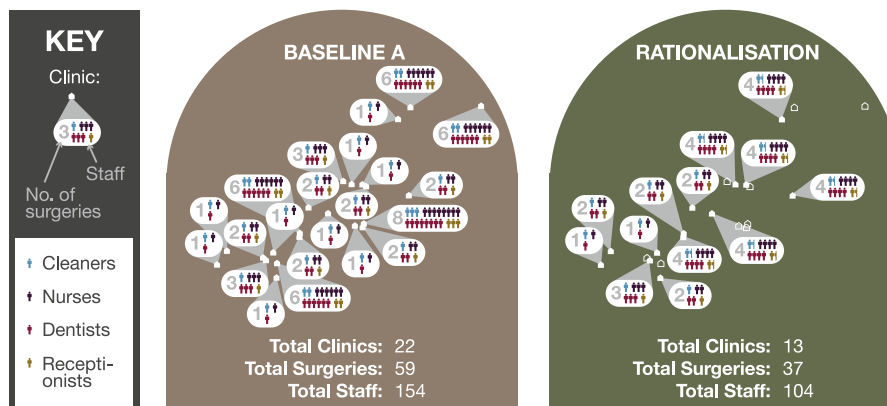 KEY
Clinic:
3
Staff
No. of
surgeries
Cleaners
Nurses
Dentists
Recepti-
onists
BASELINE A
6
1
6
1
3
1
2
2
6
1
2
1
8
2
1
1
2
1
2
3
6
1
Total Clinics: 22
Total Surgeries: 59
Total Staff: 154
RATIONALISATION
4
4
4
2
4
2
2
1
1
4
4
3
2
Total Clinics: 13
Total Surgeries: 37
Total Staff: 104